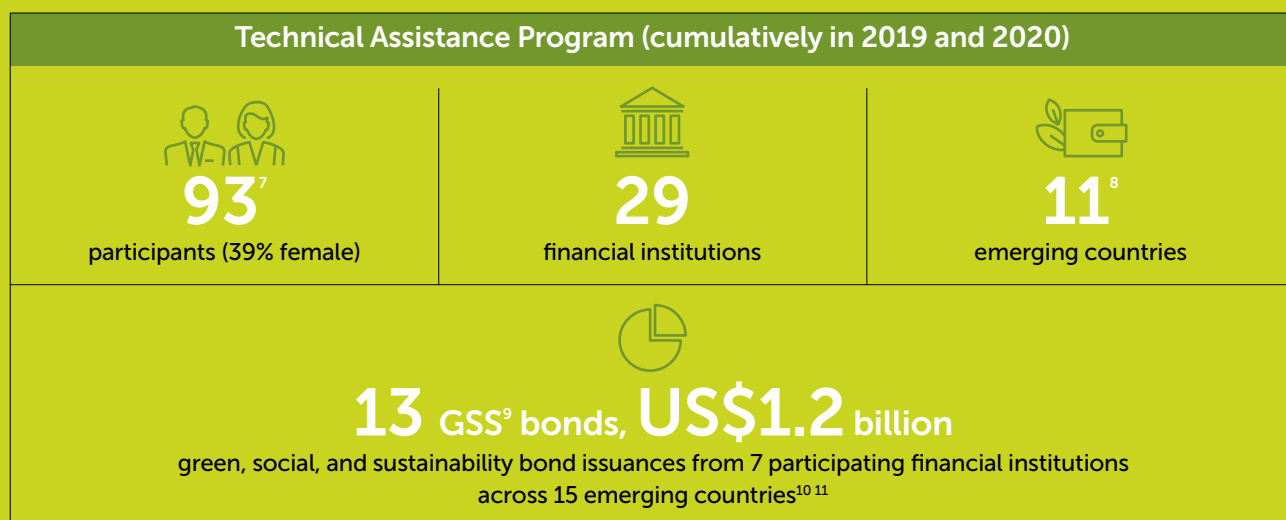 Technical Assistance Program (cumulatively in 2019 and 2020)
93⁷
participants (39% female)
29
financial institutions
11⁸
emerging countries
13 GSS⁹ bonds, US$1.2 billion
green, social, and sustainability bond issuances from 7 participating financial institutions
across 15 emerging countries¹⁰ ¹¹